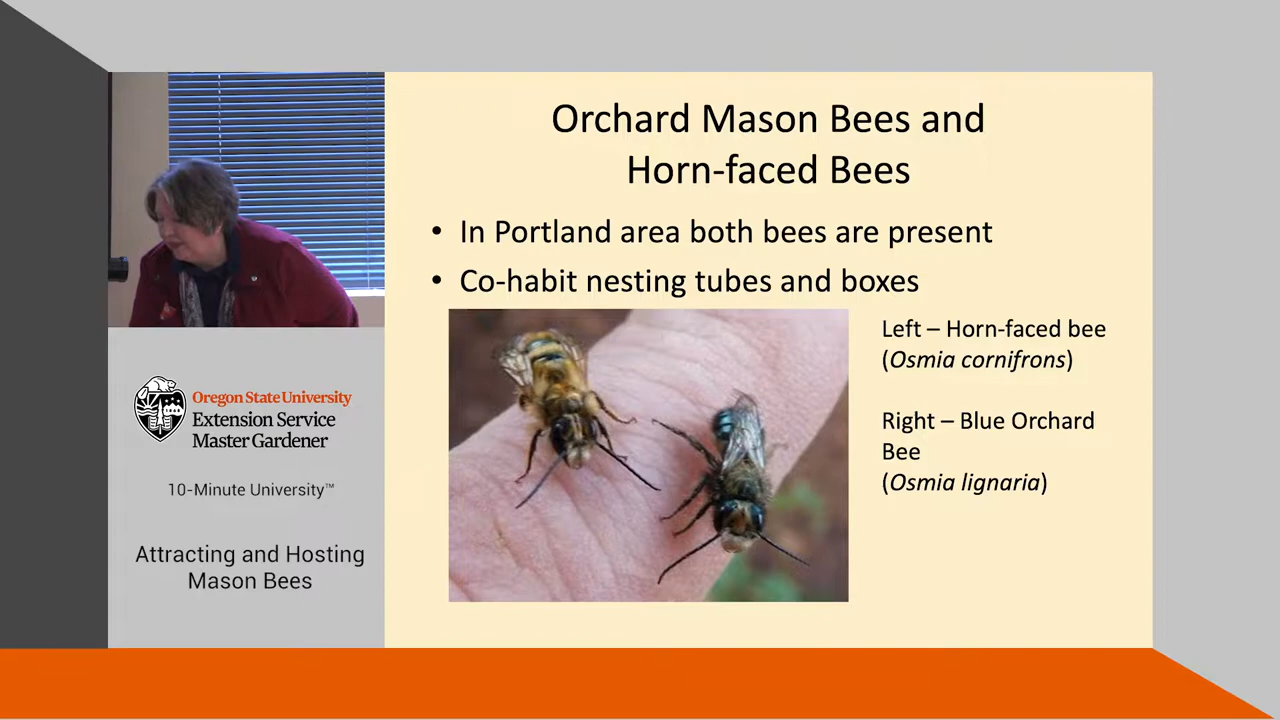 Orchard Mason Bees and
Horn-faced Bees
• In Portland area both bees are present
• Co-habit nesting tubes and boxes
Left – Horn-faced bee
(Osmia cornifrons)
Right – Blue Orchard
Bee
(Osmia lignaria)
Oregon State University
Extension Service
Master Gardener
10-Minute University™
Attracting and Hosting
Mason Bees